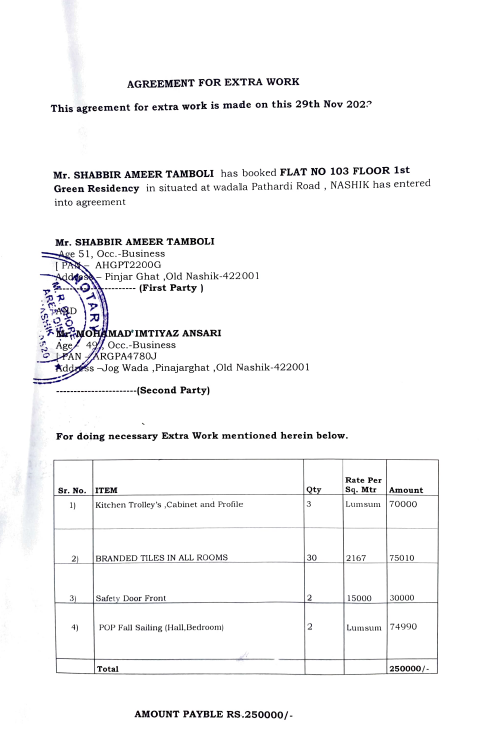 AGREEMENT FOR EXTRA WORK
This agreement for extra work is made on this 29th Nov
Mr. SHABBIR AMEER TAMBOLI has booked FLAT NO 103 FLOOR 1st
Green Residency in situated at wadala Pathardi Road , NASHIK has entered
into agreement
Mr. SHABBIR AMEER TAMBOLI
Age 51, Occ.-Business
PAN – AHGPT2200G
Address – Pinjar Ghat ,Old Nashik-422001
------------------- (First Party )
AND
NOTARY
Mr. MOHAMAD IMTIYAZ ANSARI
Age 49, Occ.-Business
PAN – ARGPA4780J
Address –Jog Wada ,Pinajarghat ,Old Nashik-422001
-----------------------(Second Party)
For doing necessary Extra Work mentioned herein below.
Sr. No. ITEM Qty Rate Per Sq. Mtr Amount
1) Kitchen Trolley's ,Cabinet and Profile 3 Lumsum 70000
2) BRANDED TILES IN ALL ROOMS 30 2167 75010
3) Safety Door Front 2 15000 30000
4) POP Fall Sailing (Hall,Bedroom) 2 Lumsum 74990
Total 250000/-
AMOUNT PAYBLE RS.250000/-